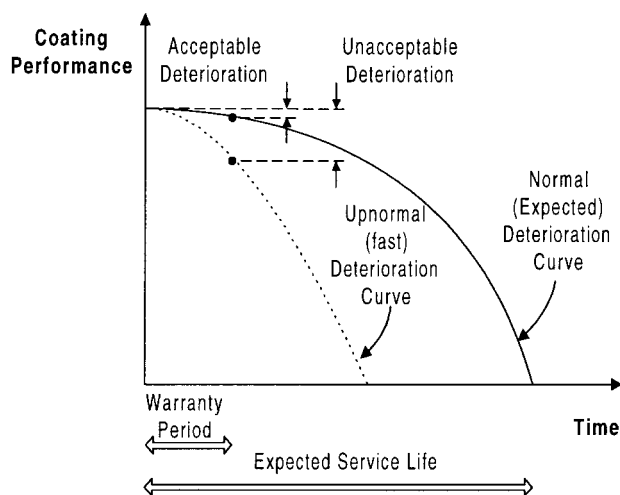 Coating
Performance
Acceptable
Deterioration
Unacceptable
Deterioration
Normal
(Expected)
Deterioration
Curve
Upnormal
(fast)
Deterioration
Curve
Warranty
Period
Time
Expected Service Life